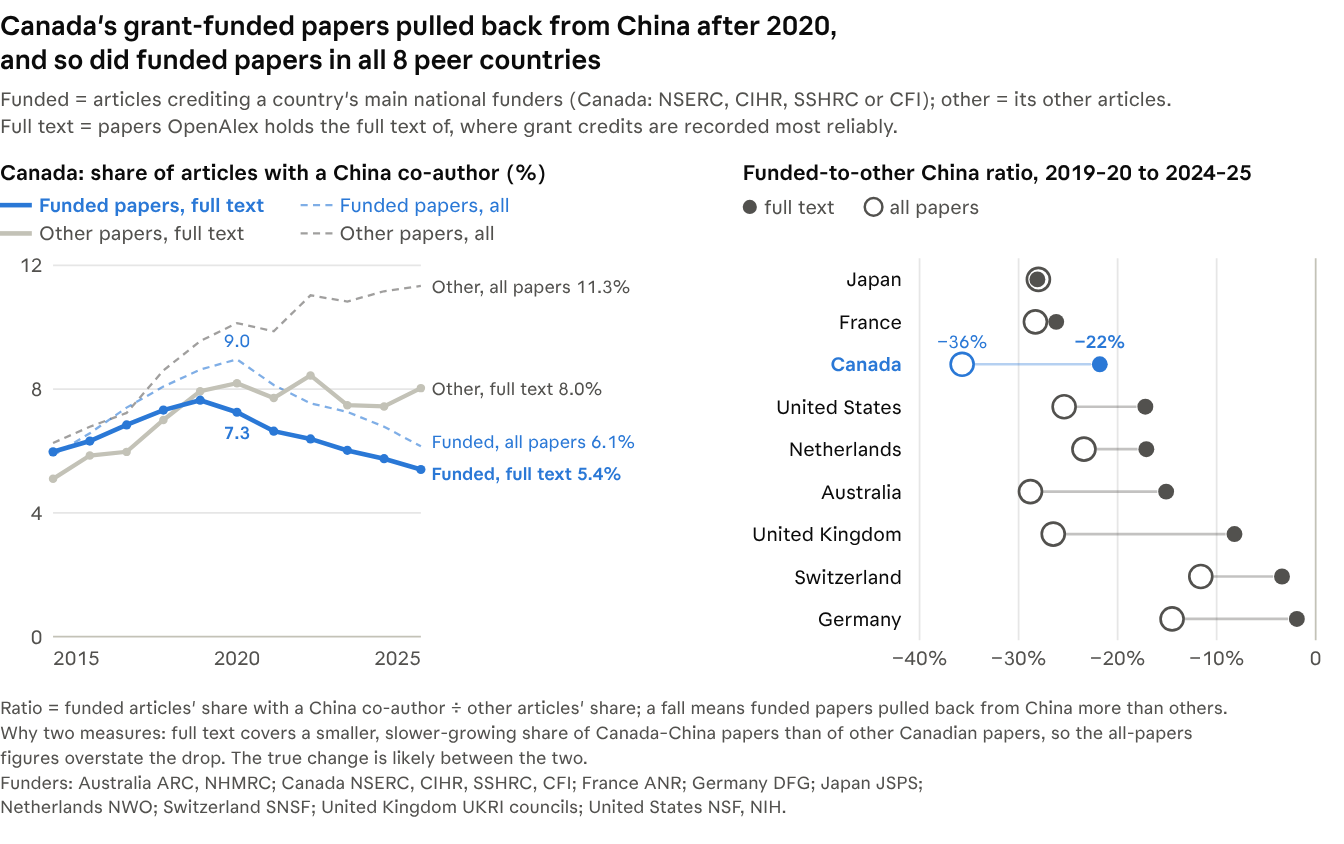 Canada's grant-funded papers pulled back from China after 2020,
and so did funded papers in all 8 peer countries
Funded = articles crediting a country's main national funders (Canada: NSERC, CIHR, SSHRC or CFI); other = its other articles.
Full text = papers OpenAlex holds the full text of, where grant credits are recorded most reliably.
Canada: share of articles with a China co-author (%)
Funded papers, full text
Funded papers, all
Other papers, full text
Other papers, all
12
8
4
0
2015
2020
2025
9.0
7.3
Other, all papers 11.3%
Other, full text 8.0%
Funded, all papers 6.1%
Funded, full text 5.4%
Funded-to-other China ratio, 2019–20 to 2024–25
full text
all papers
Japan
France
−36%
−22%
Canada
United States
Netherlands
Australia
United Kingdom
Switzerland
Germany
−40%
−30%
−20%
−10%
0
Ratio = funded articles' share with a China co-author ÷ other articles' share; a fall means funded papers pulled back from China more than others.
Why two measures: full text covers a smaller, slower-growing share of Canada–China papers than of other Canadian papers, so the all-papers
figures overstate the drop. The true change is likely between the two.
Funders: Australia ARC, NHMRC; Canada NSERC, CIHR, SSHRC, CFI; France ANR; Germany DFG; Japan JSPS;
Netherlands NWO; Switzerland SNSF; United Kingdom UKRI councils; United States NSF, NIH.